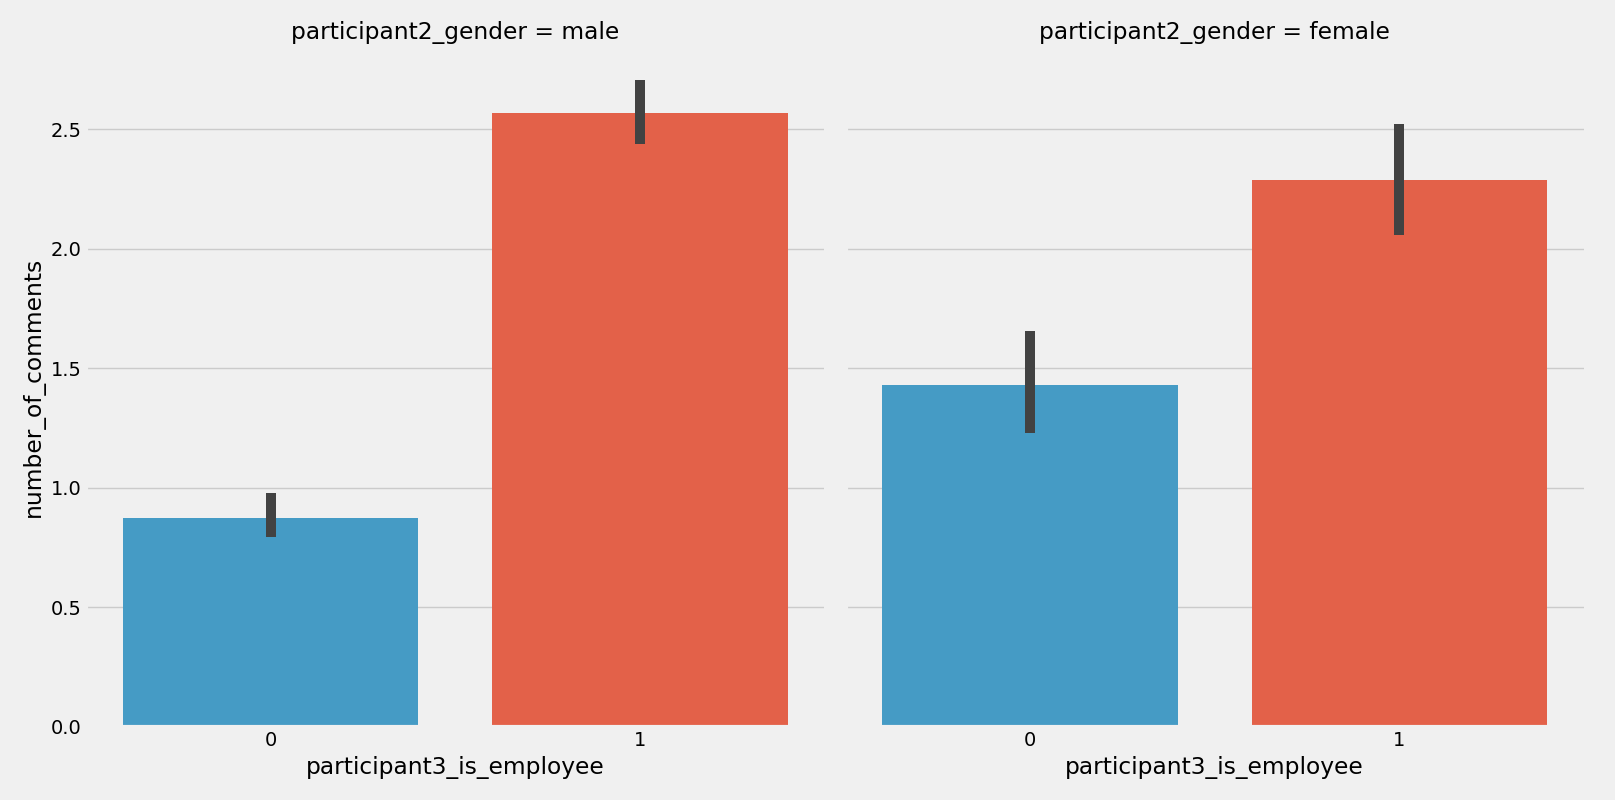 participant2_gender = male
participant2_gender = female
number_of_comments
2.5
2.0
1.5
1.0
0.5
0.0
0 1
0 1
participant3_is_employee
participant3_is_employee